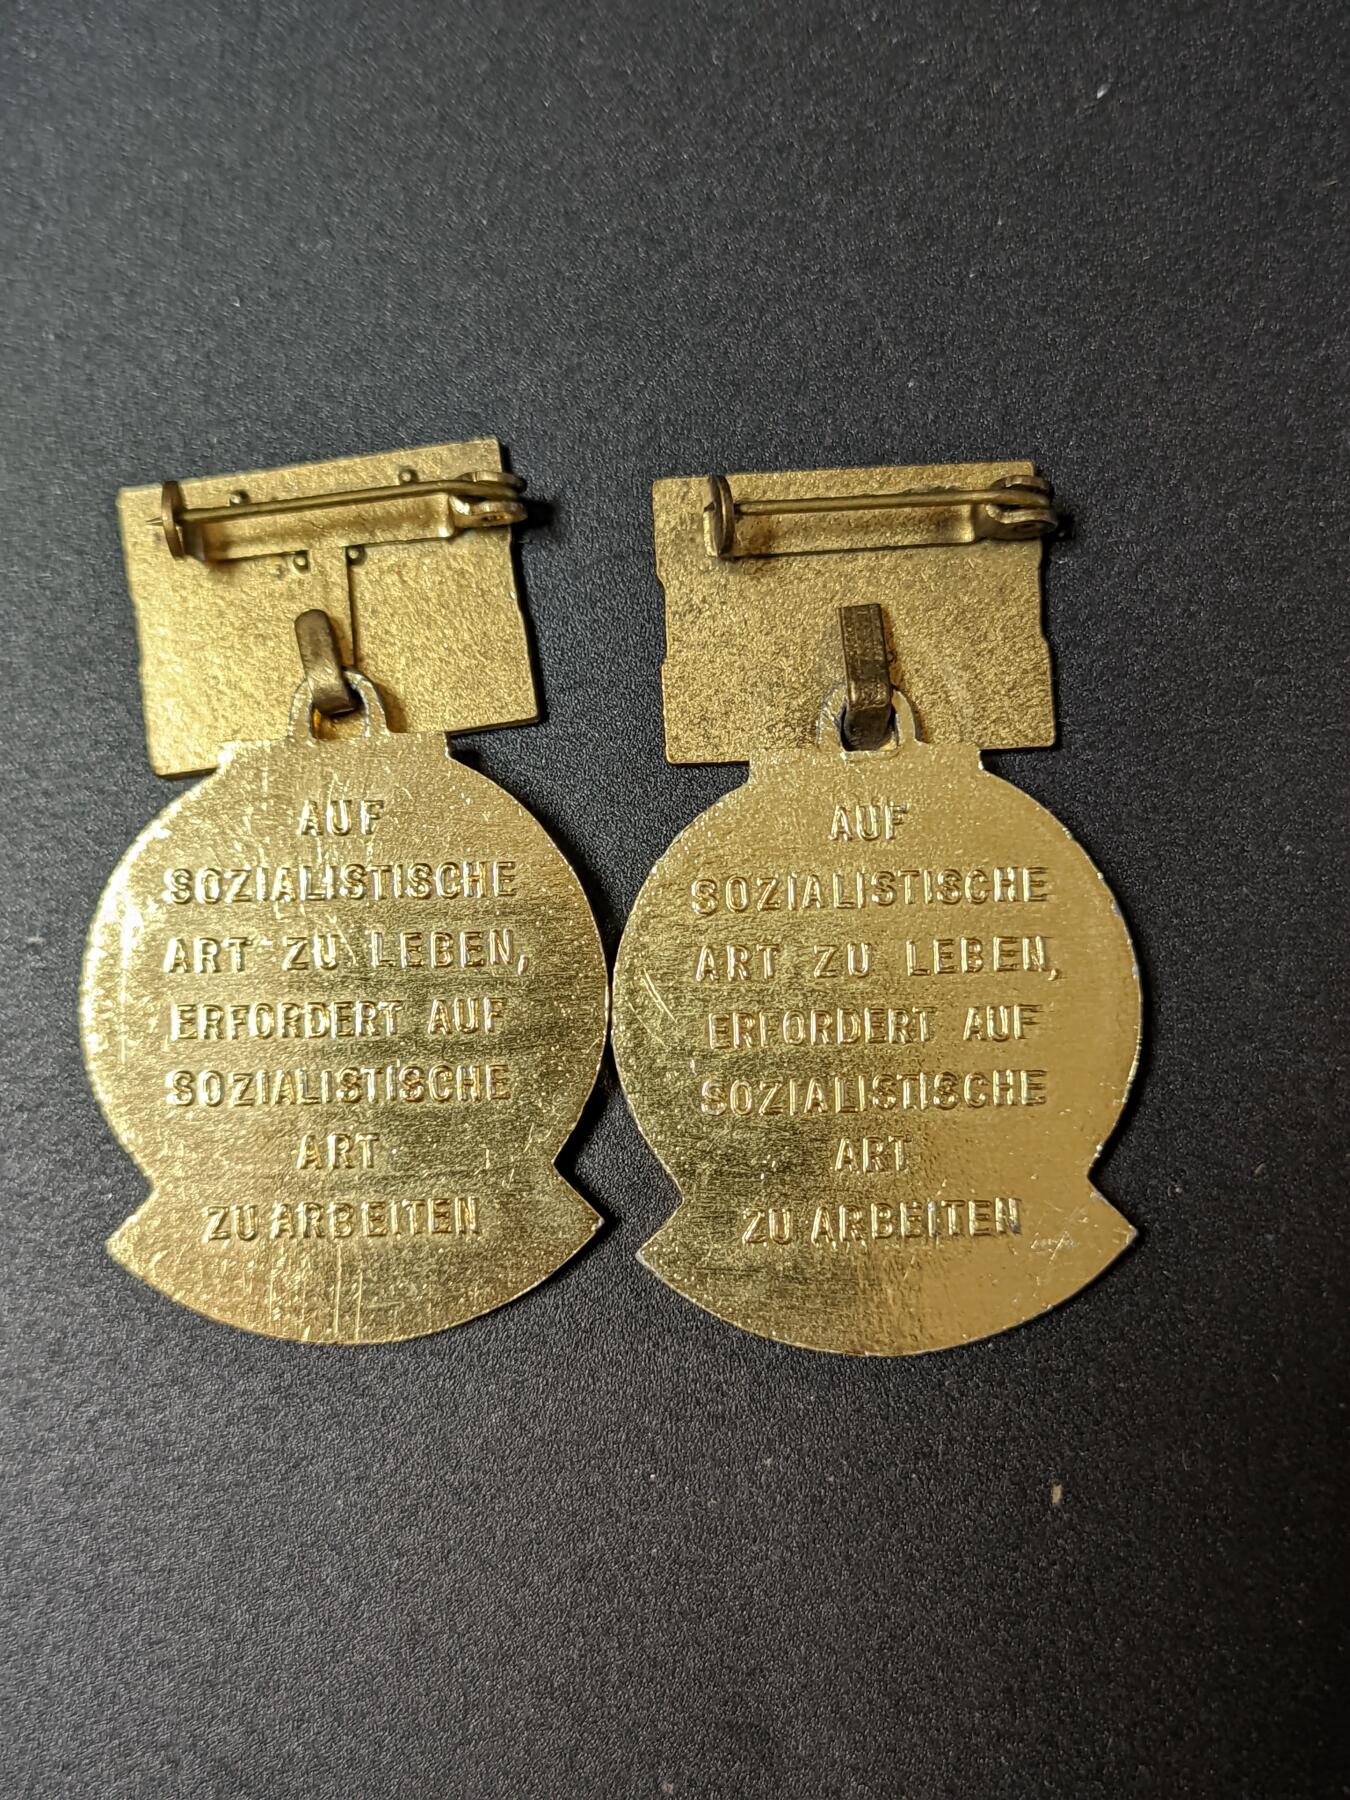 AUF
SOZIALISTISCHE
ART ZU LEBEN,
ERFORDERT AUF
SOZIALISTISCHE
ART
ZU ARBEITEN
AUF
SOZIALISTISCHE
ART ZU LEBEN,
ERFORDERT AUF
SOZIALISTISCHE
ART
ZU ARBEITEN